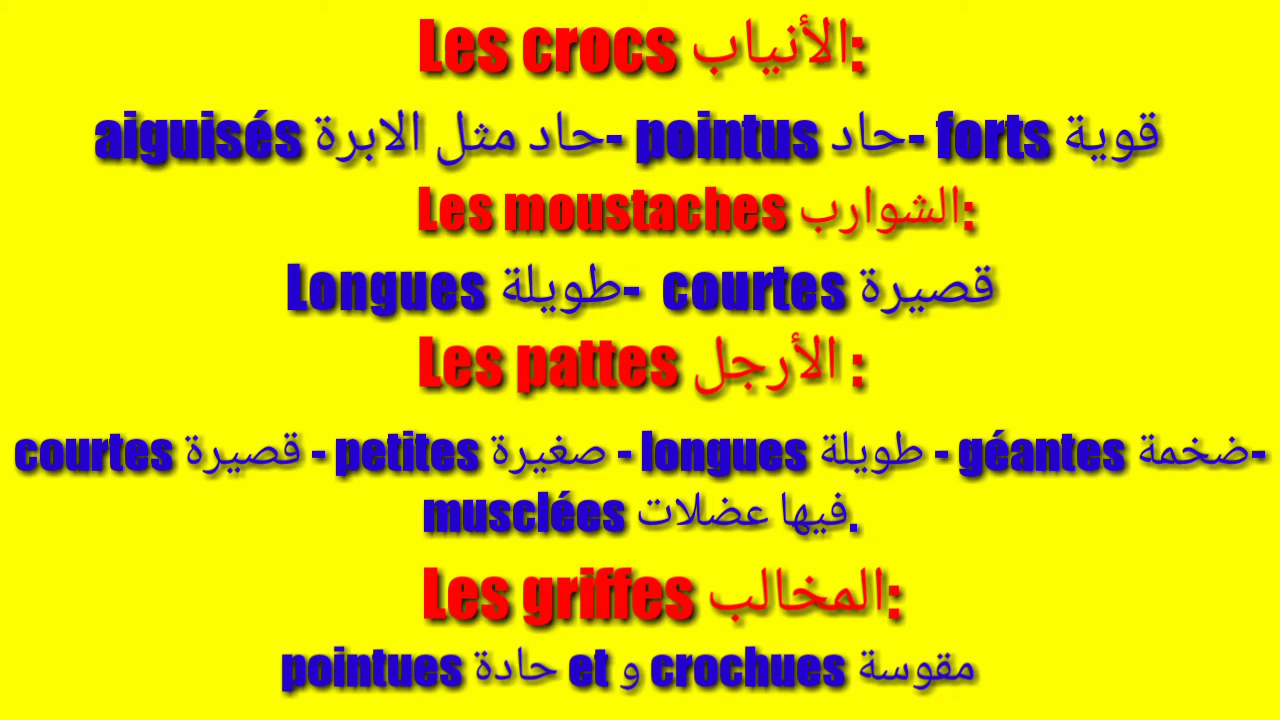 Les crocs الأنياب:
aiguisés حاد مثل الابرة- pointus حاد- forts قوية
Les moustaches الشوارب:
Longues طويلة- courtes قصيرة
Les pattes الأرجل :
courtes قصيرة - petites صغيرة - longues طويلة - géantes ضخمة-
musclées فيها عضلات.
Les griffes المخالب:
pointues حادة et و crochues مقوسة